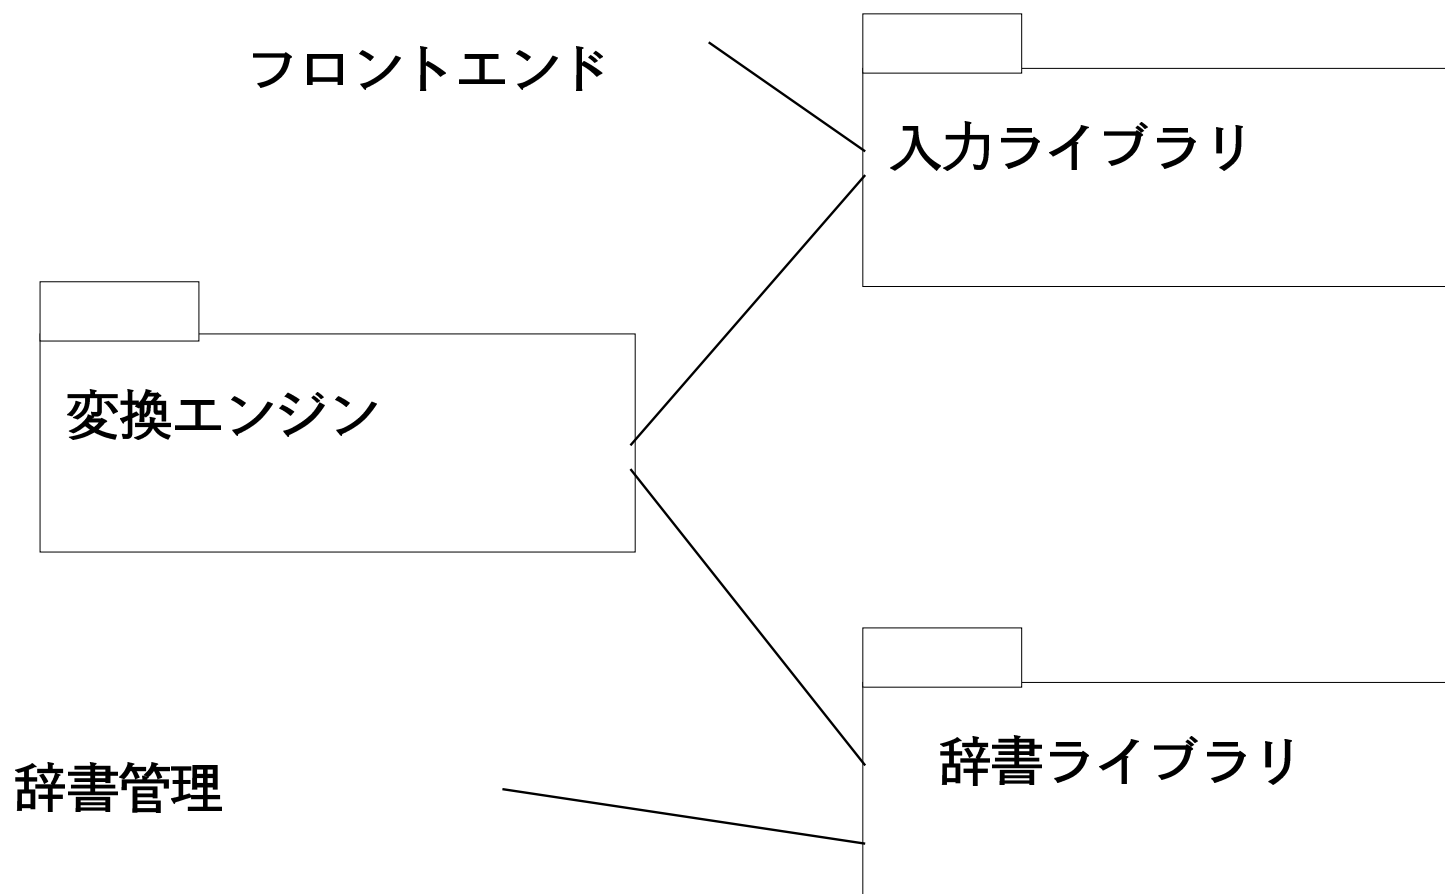 フロントエンド
入力ライブラリ
変換エンジン
辞書ライブラリ
辞書管理